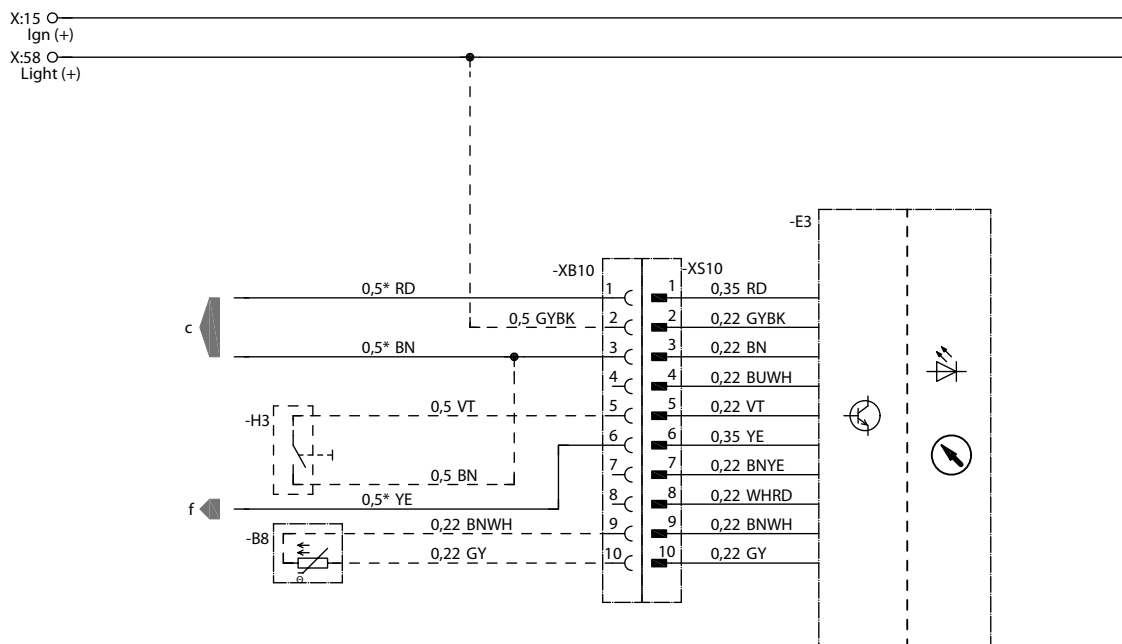 X:15
Ign (+)
X:58
Light (+)
-E3
-XB10 -XS10
0,5* RD 1 1 0,35 RD
c 0,5 GYBK 2 2 0,22 GYBK
0,5* BN 3 3 0,22 BN
4 4 0,22 BUWH
0,5 VT 5 5 0,22 VT
-H3
6 6 0,35 YE
0,5 BN 7 7 0,22 BNYE
f 0,5* YE 8 8 0,22 WHRD
0,22 BNWH 9 9 0,22 BNWH
-B8
0,22 GY 10 10 0,22 GY
Θ